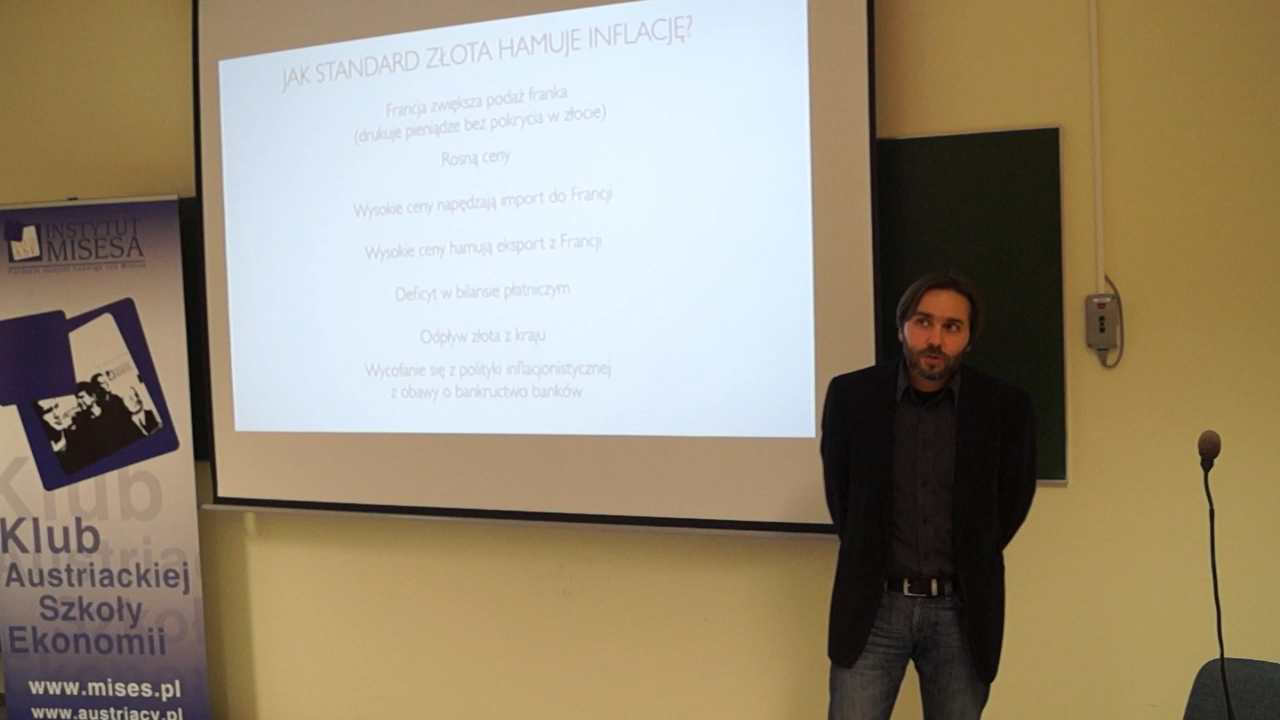 JAK STANDARD ZŁOTA HAMUJE INFLACJĘ?
Francja zwiększa podaż franka
(drukuje pieniądze bez pokrycia w złocie)
Rosną ceny
Wysokie ceny napędzają import do Francji
Wysokie ceny hamują eksport z Francji
Deficyt w bilansie płatniczym
Odpływ złota z kraju
Wycofanie się z polityki inflacjonistycznej
z obawy o bankructwo banków
INSTYTUT
MISESA
Klub
Klub
Austriackiej
Szkoły
Ekonomii
www.mises.pl
www.austriacy.pl